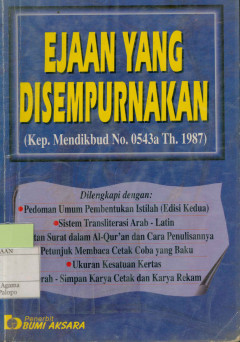 EJAAN YANG
DISEMPURNAKAN
(Kep. Mendikbud No. 0543a Th. 1987)
Dilengkapi dengan:
Pedoman Umum Pembentukan Istilah (Edisi Kedua)
Sistem Transliterasi Arab - Latin
Surat dalam Al-Qur'an dan Cara Penulisannya
Petunjuk Membaca Cetak Coba yang Baku
Ukuran Kesatuan Kertas
- Simpan Karya Cetak dan Karya Rekam
Agama
Palopo
Penerbit
BUMI AKSARA